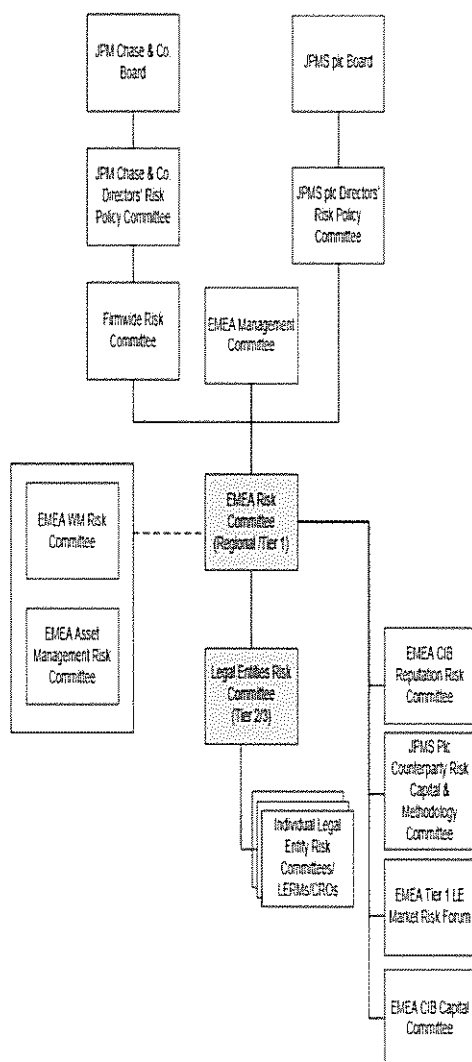 JPM Chase & Co.
Board
JPMS plc Board
JPM Chase & Co.
Directors' Risk
Policy Committee
JPMS plc Directors'
Risk Policy
Committee
Firmwide Risk
Committee
EMEA Management
Committee
EMEA WM Risk
Committee
EMEA Asset
Management Risk
Committee
EMEA Risk
Committee
(Regional /Tier 1)
Legal Entities Risk
Committee
(Tier 2/3)
Individual Legal
Entity Risk
Committees/
LERMs/CROs
EMEA CIB
Reputation Risk
Committee
JPMS Plc
Counterparty Risk
Capital &
Methodology
Committee
EMEA Tier 1 LE
Market Risk Forum
EMEA CIB Capital
Committee